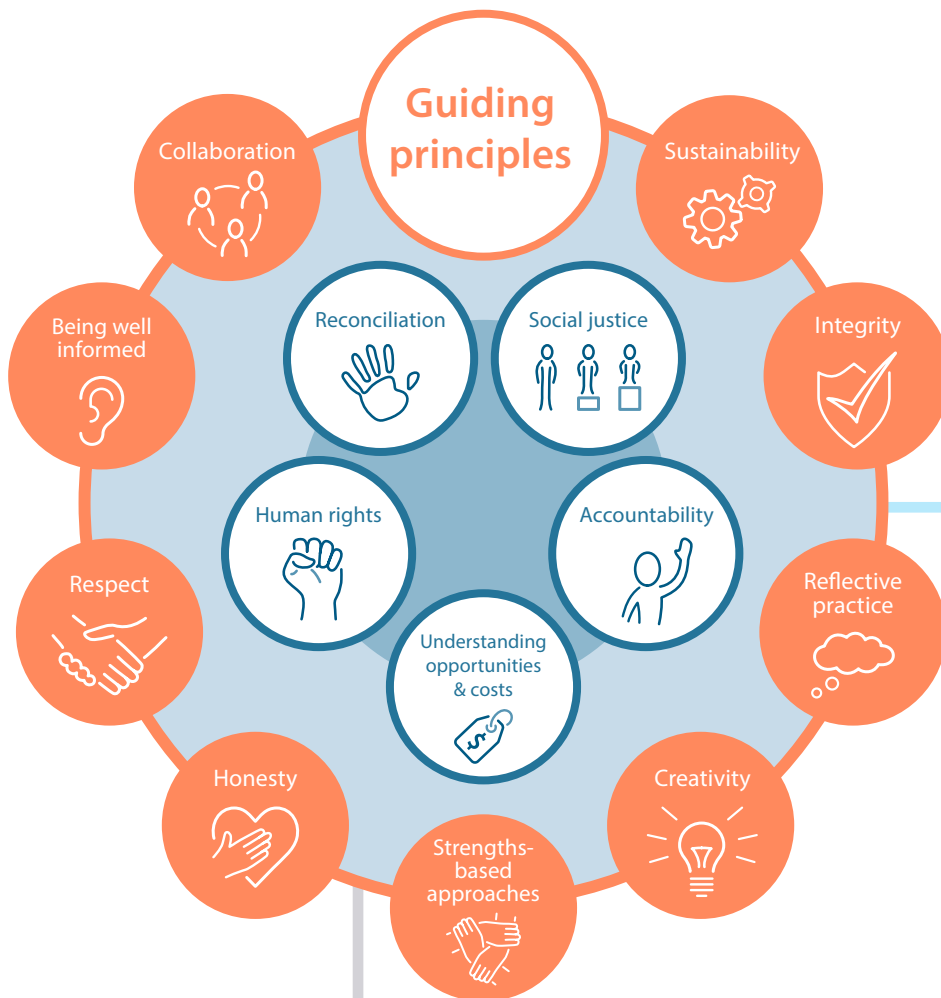 Guiding
principles
Sustainability
Integrity
Reflective
practice
Creativity
Strengths-
based
approaches
Honesty
Respect
Being well
informed
Collaboration
Reconciliation
Social justice
Accountability
Understanding
opportunities
& costs
$
Human rights